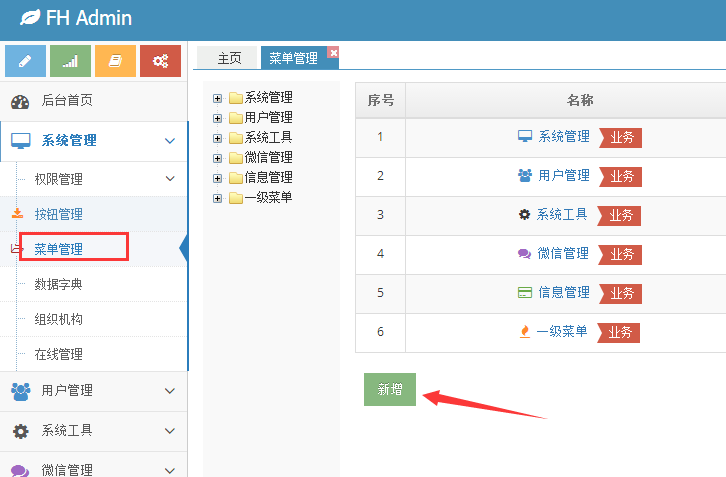 FH Admin
后台首页
系统管理
权限管理
按钮管理
菜单管理
数据字典
组织机构
在线管理
用户管理
系统工具
微信管理
主页
菜单管理
系统管理
用户管理
系统工具
微信管理
信息管理
一级菜单
序号 名称
1 系统管理 业务
2 用户管理 业务
3 系统工具 业务
4 微信管理 业务
5 信息管理 业务
6 一级菜单 业务
新增